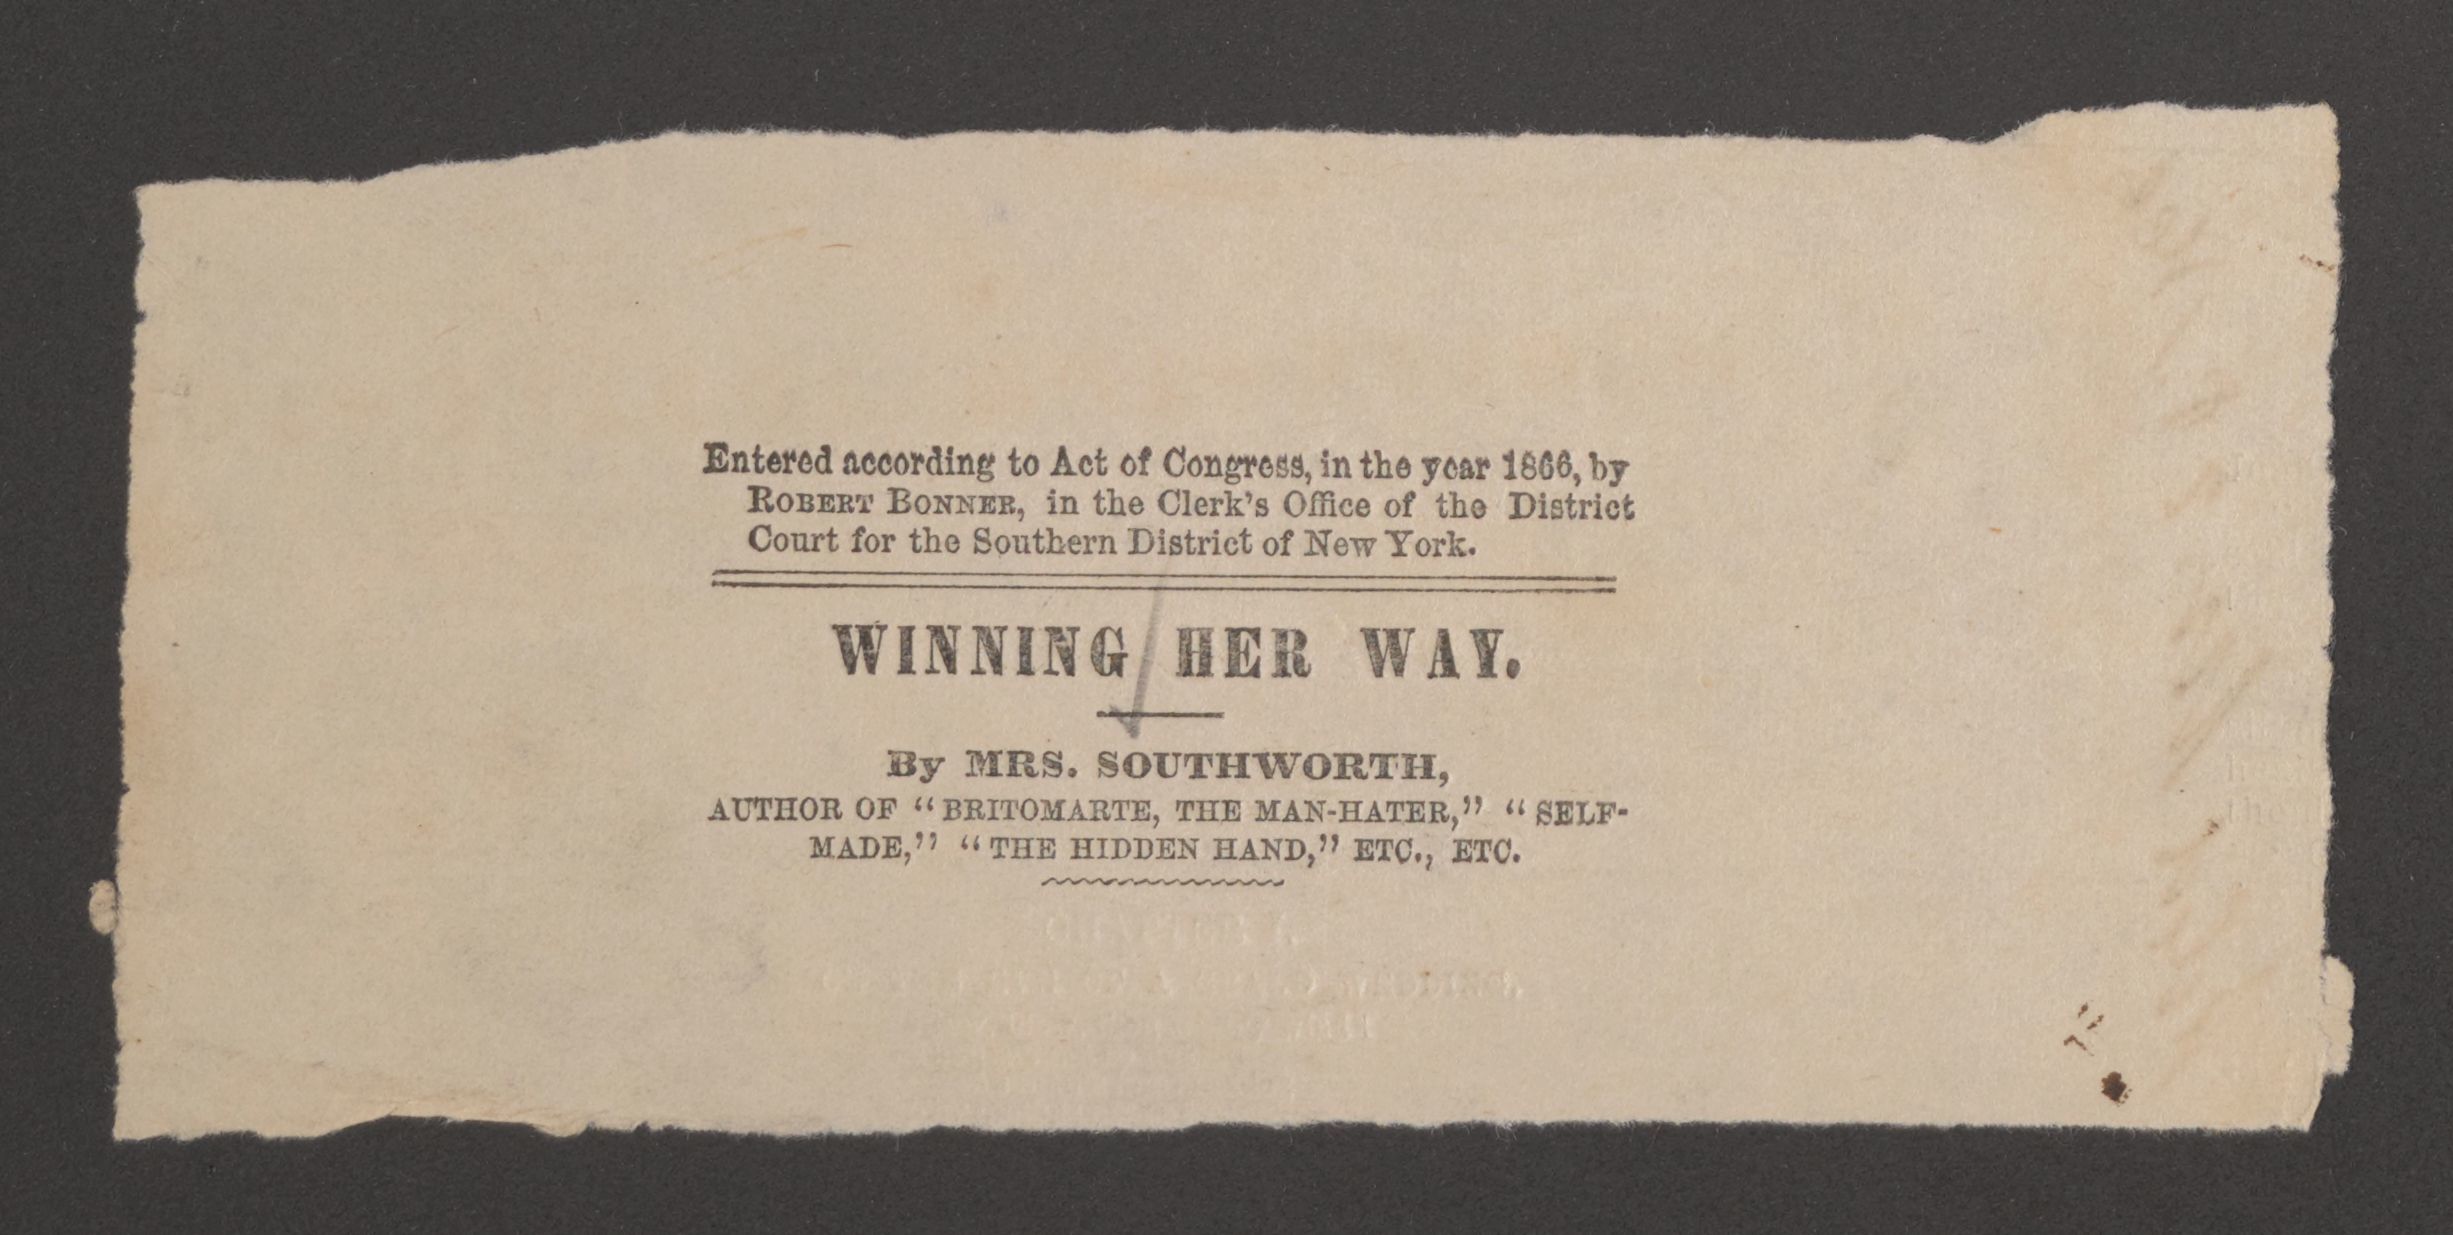 Entered according to Act of Congress, in the year 1866, by
ROBERT BONNER, in the Clerk's Office of the District
Court for the Southern District of New York.
WINNING HER WAY.
By MRS. SOUTHWORTH,
AUTHOR OF "BRITOMARTE, THE MAN-HATER," "SELF-
MADE," "THE HIDDEN HAND," ETC., ETC.